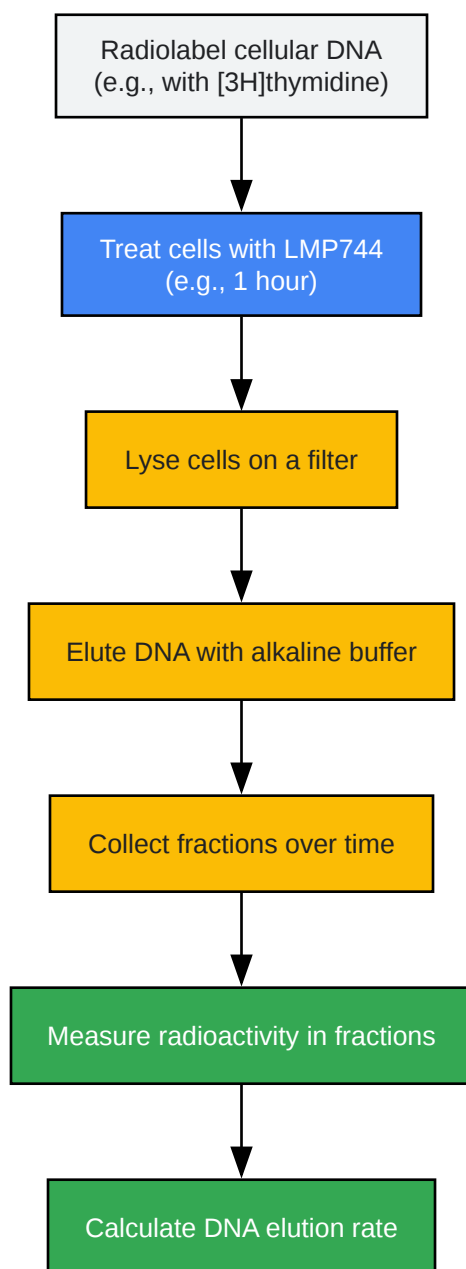 Radiolabel cellular DNA
(e.g., with [3H]thymidine)
Treat cells with LMP744
(e.g., 1 hour)
Lyse cells on a filter
Elute DNA with alkaline buffer
Collect fractions over time
Measure radioactivity in fractions
Calculate DNA elution rate